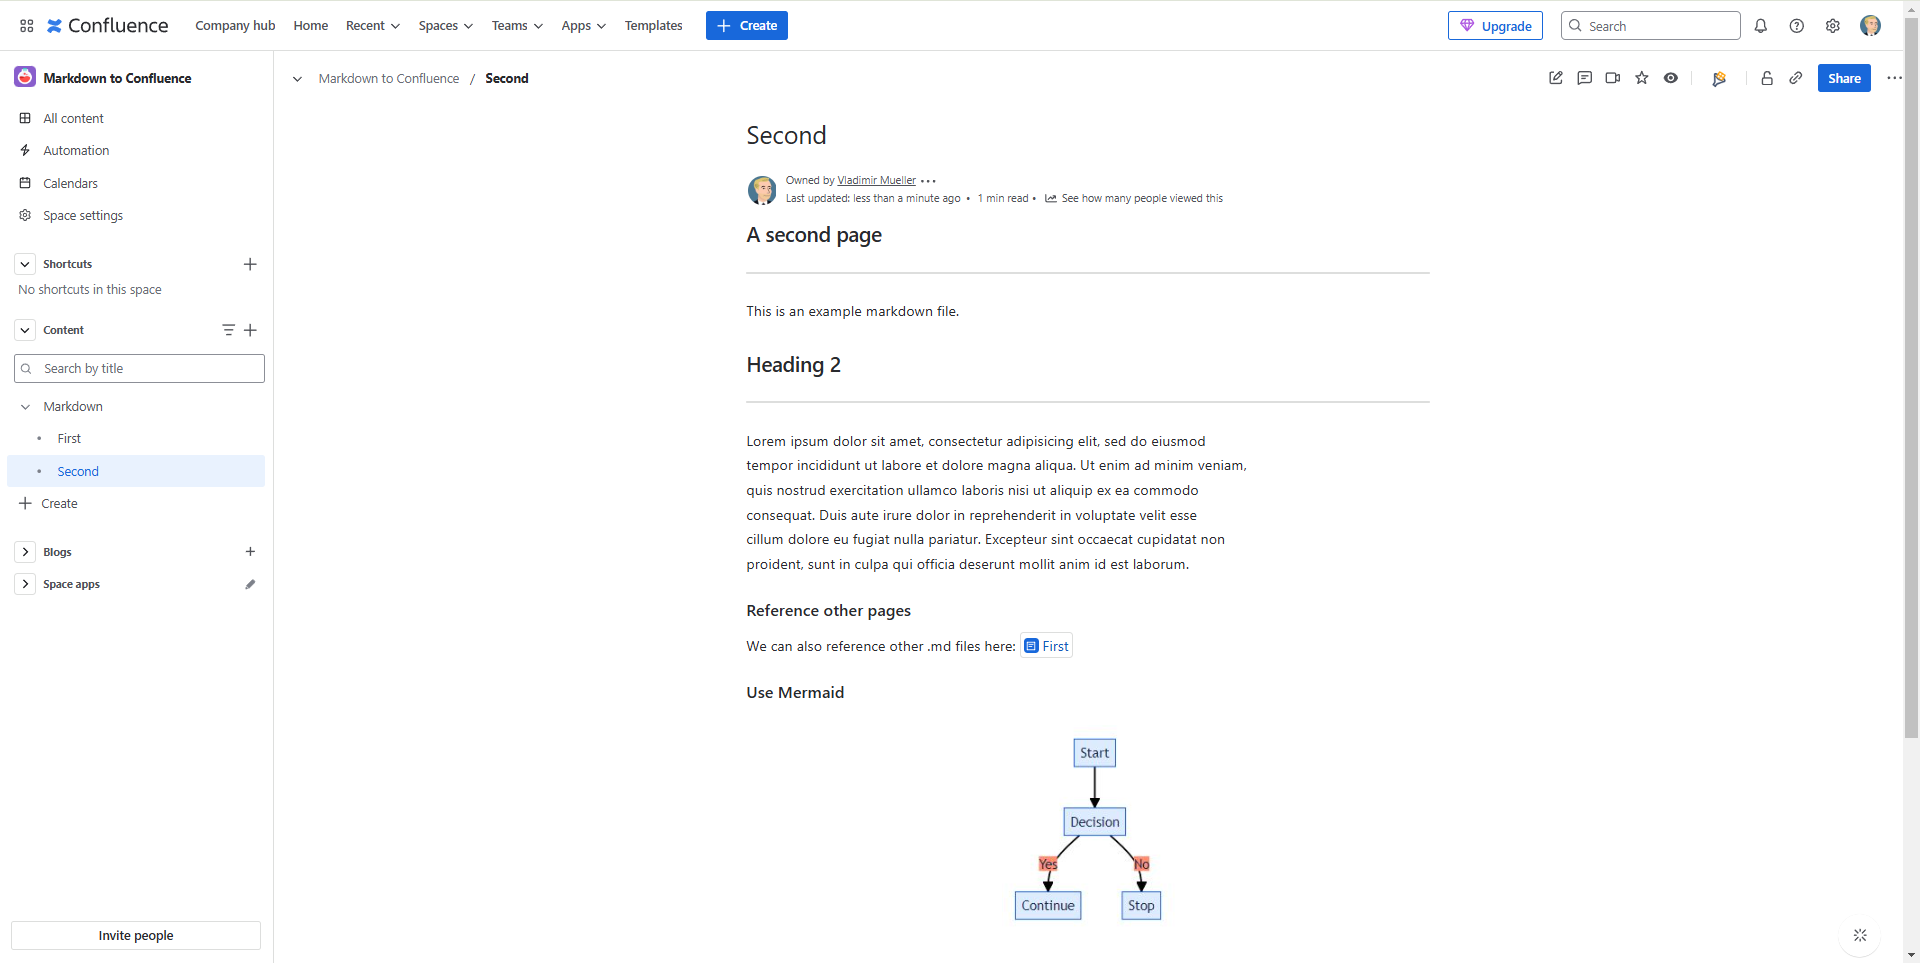 Confluence
Company hub
Home
Recent
Spaces
Teams
Apps
Templates
Create
Upgrade
Search
Markdown to Confluence
All content
Automation
Calendars
Space settings
Shortcuts
No shortcuts in this space
Content
Search by title
Markdown
First
Second
Create
Blogs
Space apps
Invite people
Markdown to Confluence / Second
Share
Second
Owned by Vladimir Mueller
Last updated: less than a minute ago • 1 min read • See how many people viewed this
A second page
This is an example markdown file.
Heading 2
Lorem ipsum dolor sit amet, consectetur adipisicing elit, sed do eiusmod
tempor incididunt ut labore et dolore magna aliqua. Ut enim ad minim veniam,
quis nostrud exercitation ullamco laboris nisi ut aliquip ex ea commodo
consequat. Duis aute irure dolor in reprehenderit in voluptate velit esse
cillum dolore eu fugiat nulla pariatur. Excepteur sint occaecat cupidatat non
proident, sunt in culpa qui officia deserunt mollit anim id est laborum.
Reference other pages
We can also reference other .md files here: First
Use Mermaid
Start
Decision
Yes
No
Continue
Stop